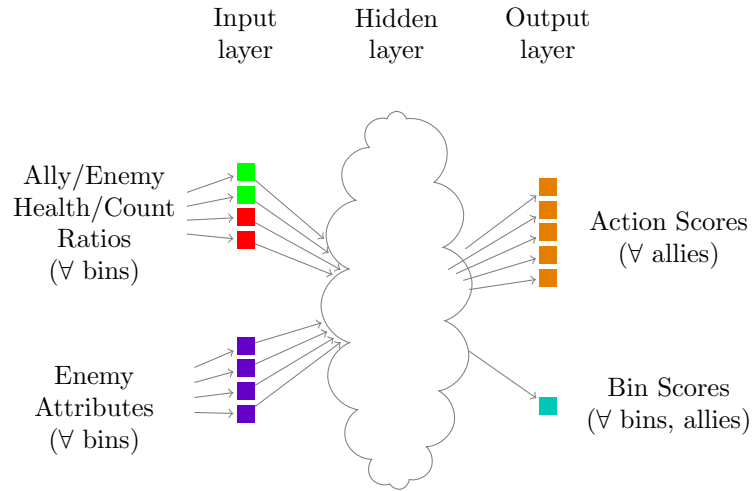 Input
layer
Hidden
layer
Output
layer
Ally/Enemy
Health/Count
Ratios
(∀ bins)
Action Scores
(∀ allies)
Enemy
Attributes
(∀ bins)
Bin Scores
(∀ bins, allies)